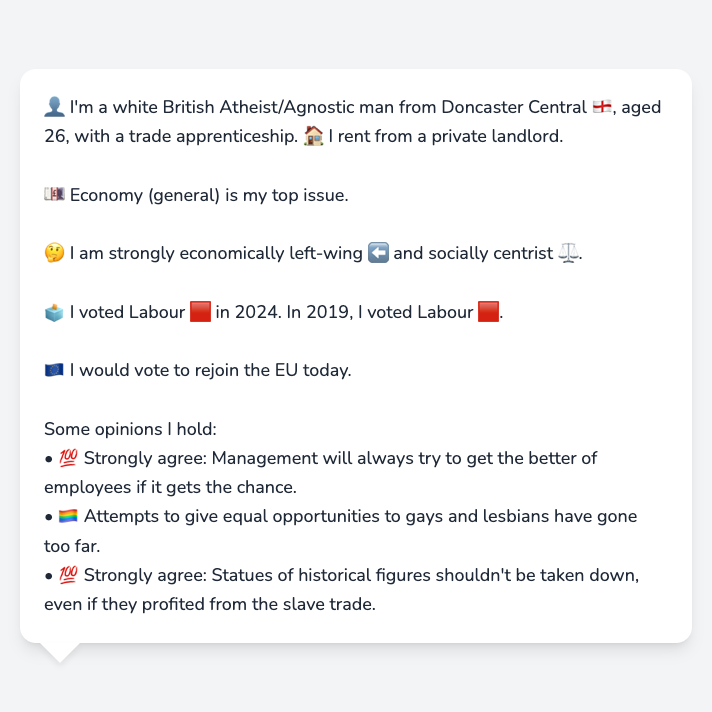 👤 I'm a white British Atheist/Agnostic man from Doncaster Central 🏴󠁧󠁢󠁥󠁮󠁧󠁿, aged
26, with a trade apprenticeship. 🏠 I rent from a private landlord.
💷 Economy (general) is my top issue.
🤔 I am strongly economically left-wing ⬅️ and socially centrist ⚖️.
🗳️ I voted Labour 🟥 in 2024. In 2019, I voted Labour 🟥.
🇪🇺 I would vote to rejoin the EU today.
Some opinions I hold:
• 💯 Strongly agree: Management will always try to get the better of
employees if it gets the chance.
• 🏳️‍🌈 Attempts to give equal opportunities to gays and lesbians have gone
too far.
• 💯 Strongly agree: Statues of historical figures shouldn't be taken down,
even if they profited from the slave trade.